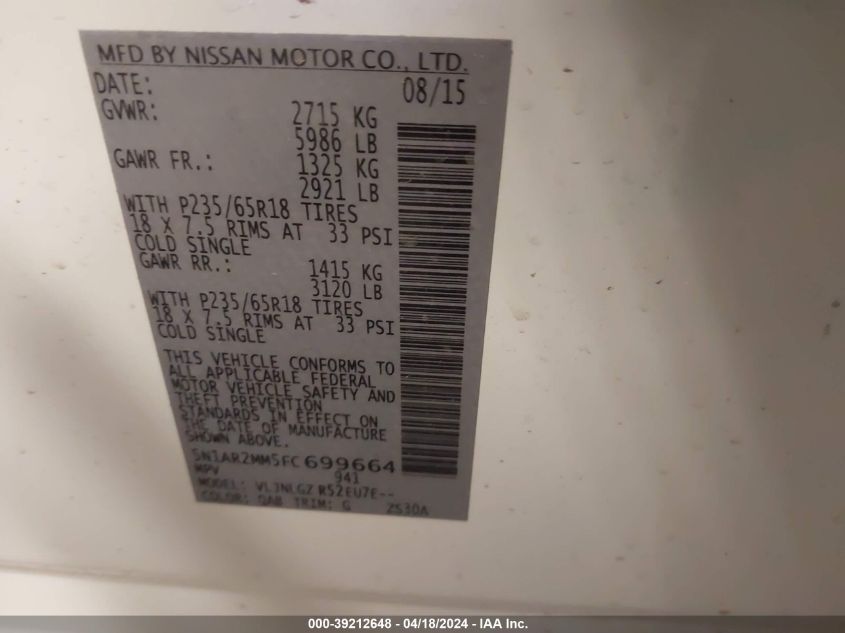 MFD BY NISSAN MOTOR CO., LTD.
DATE: 08/15
GVWR: 2715 KG
5986 LB
GAWR FR.: 1325 KG
2921 LB
WITH P235/65R18 TIRES
18 X 7.5 RIMS AT 33 PSI
COLD SINGLE
GAWR RR.: 1415 KG
3120 LB
WITH P235/65R18 TIRES
18 X 7.5 RIMS AT 33 PSI
COLD SINGLE
THIS VEHICLE CONFORMS TO
ALL APPLICABLE FEDERAL
MOTOR VEHICLE SAFETY AND
THEFT PREVENTION
STANDARDS IN EFFECT ON
THE DATE OF MANUFACTURE
SHOWN ABOVE.
5N1AR2MM5FC699664
MPV 941
MODEL: VLJNLGZ R52EU7E--
COLOR: QAB TRIM: G 2S30A
000-39212648 - 04/18/2024 - IAA Inc.